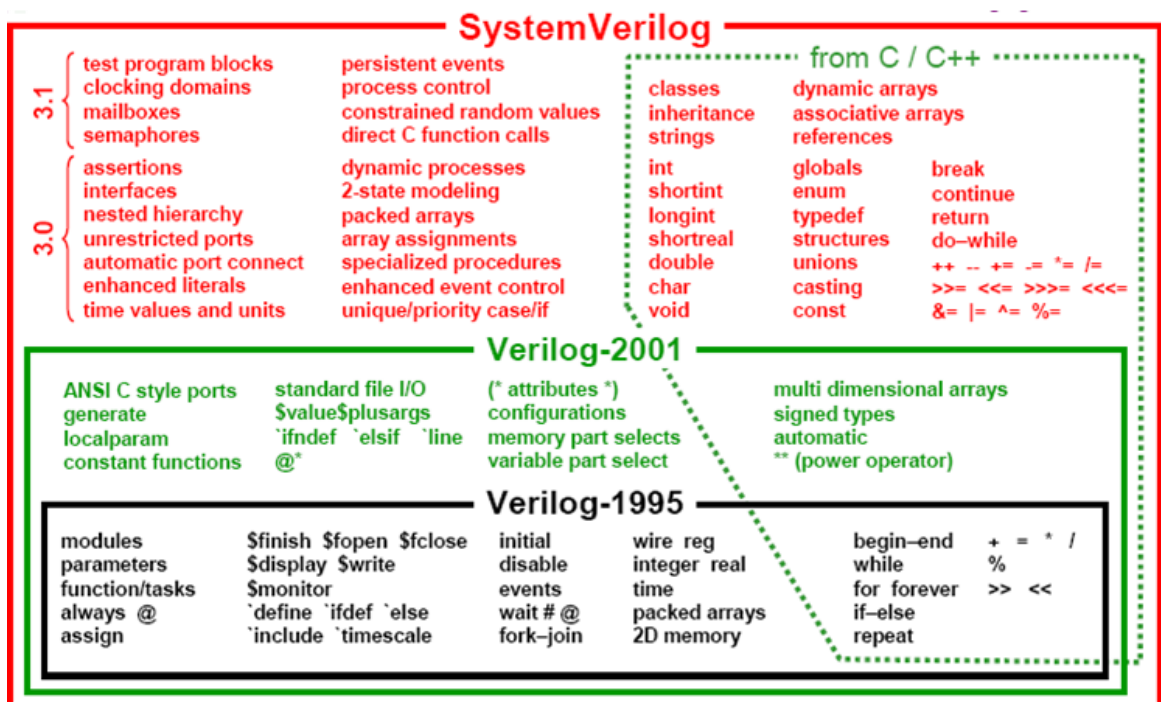 SystemVerilog
from C / C++
3.1
test program blocks persistent events
clocking domains process control classes dynamic arrays
mailboxes constrained random values inheritance associative arrays
semaphores direct C function calls strings references
3.0
assertions dynamic processes int globals break
interfaces 2-state modeling shortint enum continue
nested hierarchy packed arrays longint typedef return
unrestricted ports array assignments shortreal structures do–while
automatic port connect specialized procedures double unions ++ -- += -= *= /=
enhanced literals enhanced event control char casting >>= <<= >>>= <<<=
time values and units unique/priority case/if void const &= |= ^= %=
Verilog-2001
ANSI C style ports standard file I/O (* attributes *) multi dimensional arrays
generate $value$plusargs configurations signed types
localparam `ifndef `elsif `line memory part selects automatic
constant functions @* variable part select ** (power operator)
Verilog-1995
modules $finish $fopen $fclose initial wire reg begin–end + = * /
parameters $display $write disable integer real while %
function/tasks $monitor events time for forever >> <<
always @ `define `ifdef `else wait # @ packed arrays if–else
assign `include `timescale fork–join 2D memory repeat